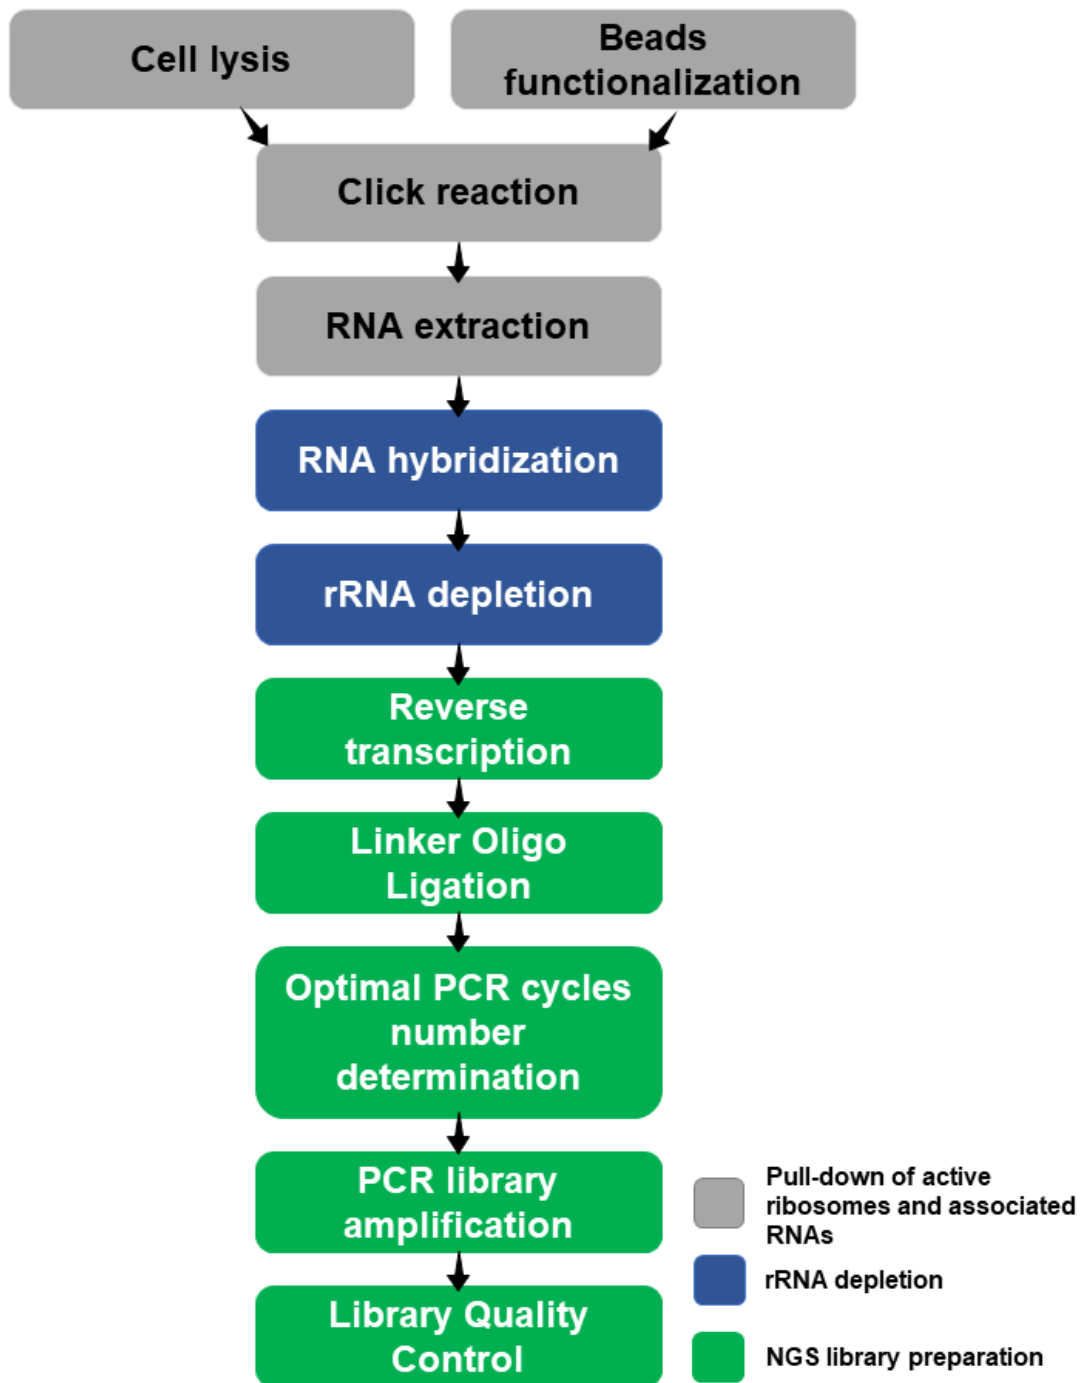 Cell lysis
Beads
functionalization
Click reaction
RNA extraction
RNA hybridization
rRNA depletion
Reverse
transcription
Linker Oligo
Ligation
Optimal PCR cycles
number
determination
PCR library
amplification
Library Quality
Control
Pull-down of active
ribosomes and associated
RNAs
rRNA depletion
NGS library preparation